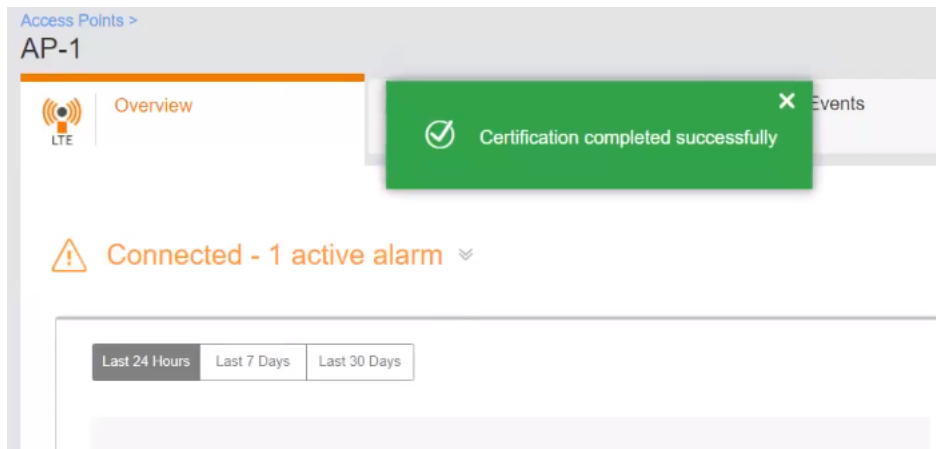 Access Points >
AP-1
LTE
Overview
Events
Certification completed successfully
Connected - 1 active alarm
Last 24 Hours
Last 7 Days
Last 30 Days